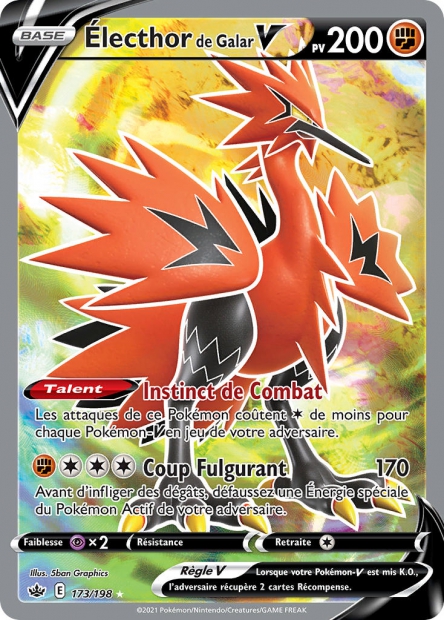 BASE Électhor de Galar V PV 200
Talent Instinct de Combat
Les attaques de ce Pokémon coûtent de moins pour
chaque Pokémon-V en jeu de votre adversaire.
Coup Fulgurant 170
Avant d'infliger des dégâts, défaussez une Énergie spéciale
du Pokémon Actif de votre adversaire.
Faiblesse ×2 Résistance Retraite
Illus. 5ban Graphics
Règle V Lorsque votre Pokémon-V est mis K.O.,
l'adversaire récupère 2 cartes Récompense.
E 173/198
©2021 Pokémon/Nintendo/Creatures/GAME FREAK